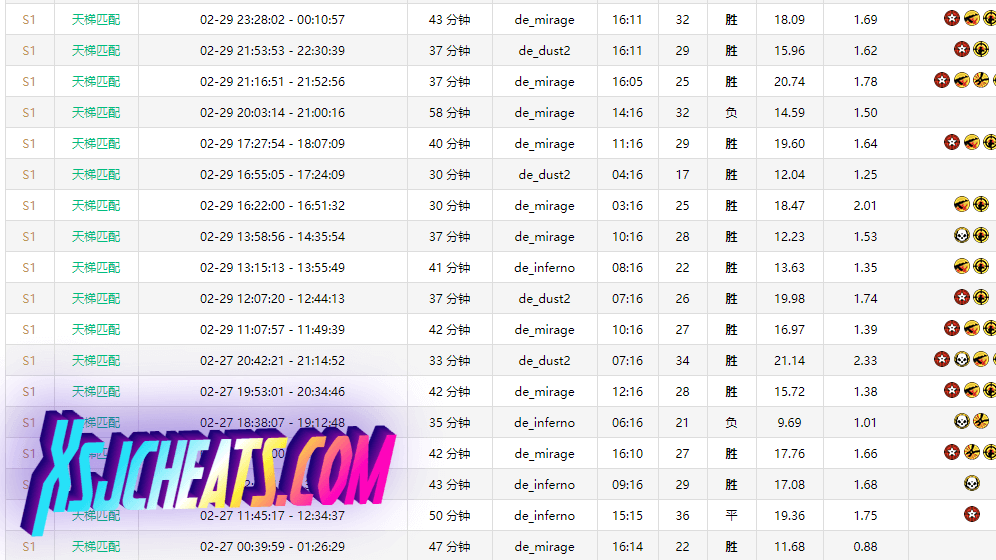 S1 天梯匹配 02-29 23:28:02 - 00:10:57 43 分钟 de_mirage 16:11 32 胜 18.09 1.69
S1 天梯匹配 02-29 21:53:53 - 22:30:39 37 分钟 de_dust2 16:11 29 胜 15.96 1.62
S1 天梯匹配 02-29 21:16:51 - 21:52:56 37 分钟 de_mirage 16:05 25 胜 20.74 1.78
S1 天梯匹配 02-29 20:03:14 - 21:00:16 58 分钟 de_mirage 14:16 32 负 14.59 1.50
S1 天梯匹配 02-29 17:27:54 - 18:07:09 40 分钟 de_mirage 11:16 29 胜 19.60 1.64
S1 天梯匹配 02-29 16:55:05 - 17:24:09 30 分钟 de_dust2 04:16 17 胜 12.04 1.25
S1 天梯匹配 02-29 16:22:00 - 16:51:32 30 分钟 de_mirage 03:16 25 胜 18.47 2.01
S1 天梯匹配 02-29 13:58:56 - 14:35:54 37 分钟 de_mirage 10:16 28 胜 12.23 1.53
S1 天梯匹配 02-29 13:15:13 - 13:55:49 41 分钟 de_inferno 08:16 22 胜 13.63 1.35
S1 天梯匹配 02-29 12:07:20 - 12:44:13 37 分钟 de_dust2 07:16 26 胜 19.98 1.74
S1 天梯匹配 02-29 11:07:57 - 11:49:39 42 分钟 de_mirage 10:16 27 胜 16.97 1.39
S1 天梯匹配 02-27 20:42:21 - 21:14:52 33 分钟 de_dust2 07:16 34 胜 21.14 2.33
S1 天梯匹配 02-27 19:53:01 - 20:34:46 42 分钟 de_mirage 12:16 28 胜 15.72 1.38
S1 天梯匹配 02-27 18:38:07 - 19:12:48 35 分钟 de_inferno 06:16 21 负 9.69 1.01
S1 42 分钟 de_mirage 16:10 27 胜 17.76 1.66
XSJCHEATS.COM
43 分钟 de_inferno 09:16 29 胜 17.08 1.68
天梯匹配 02-27 11:45:17 - 12:34:37 50 分钟 de_inferno 15:15 36 平 19.36 1.75
S1 天梯匹配 02-27 00:39:59 - 01:26:29 47 分钟 de_mirage 16:14 22 胜 11.68 0.88